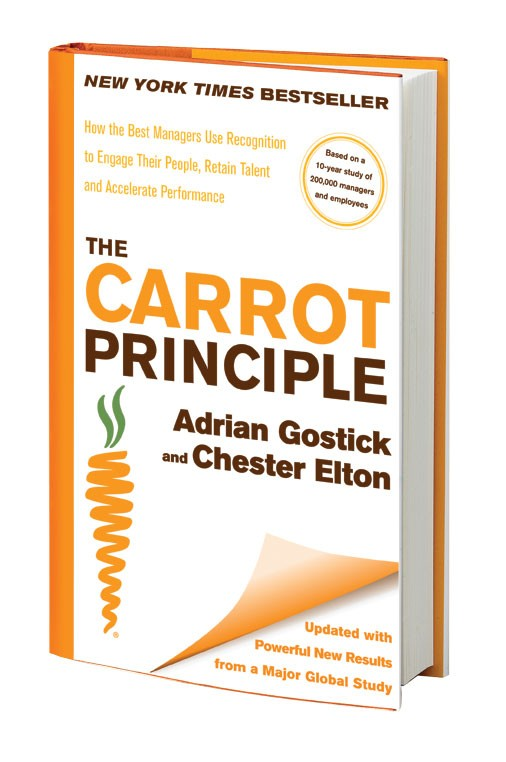 NEW YORK TIMES BESTSELLER
How the Best Managers Use Recognition
to Engage Their People, Retain Talent
and Accelerate Performance
Based on a
10-year study of
200,000 managers
and employees
THE
CARROT
PRINCIPLE
Adrian Gostick
and Chester Elton
®
Updated with
Powerful New Results
from a Major Global Study